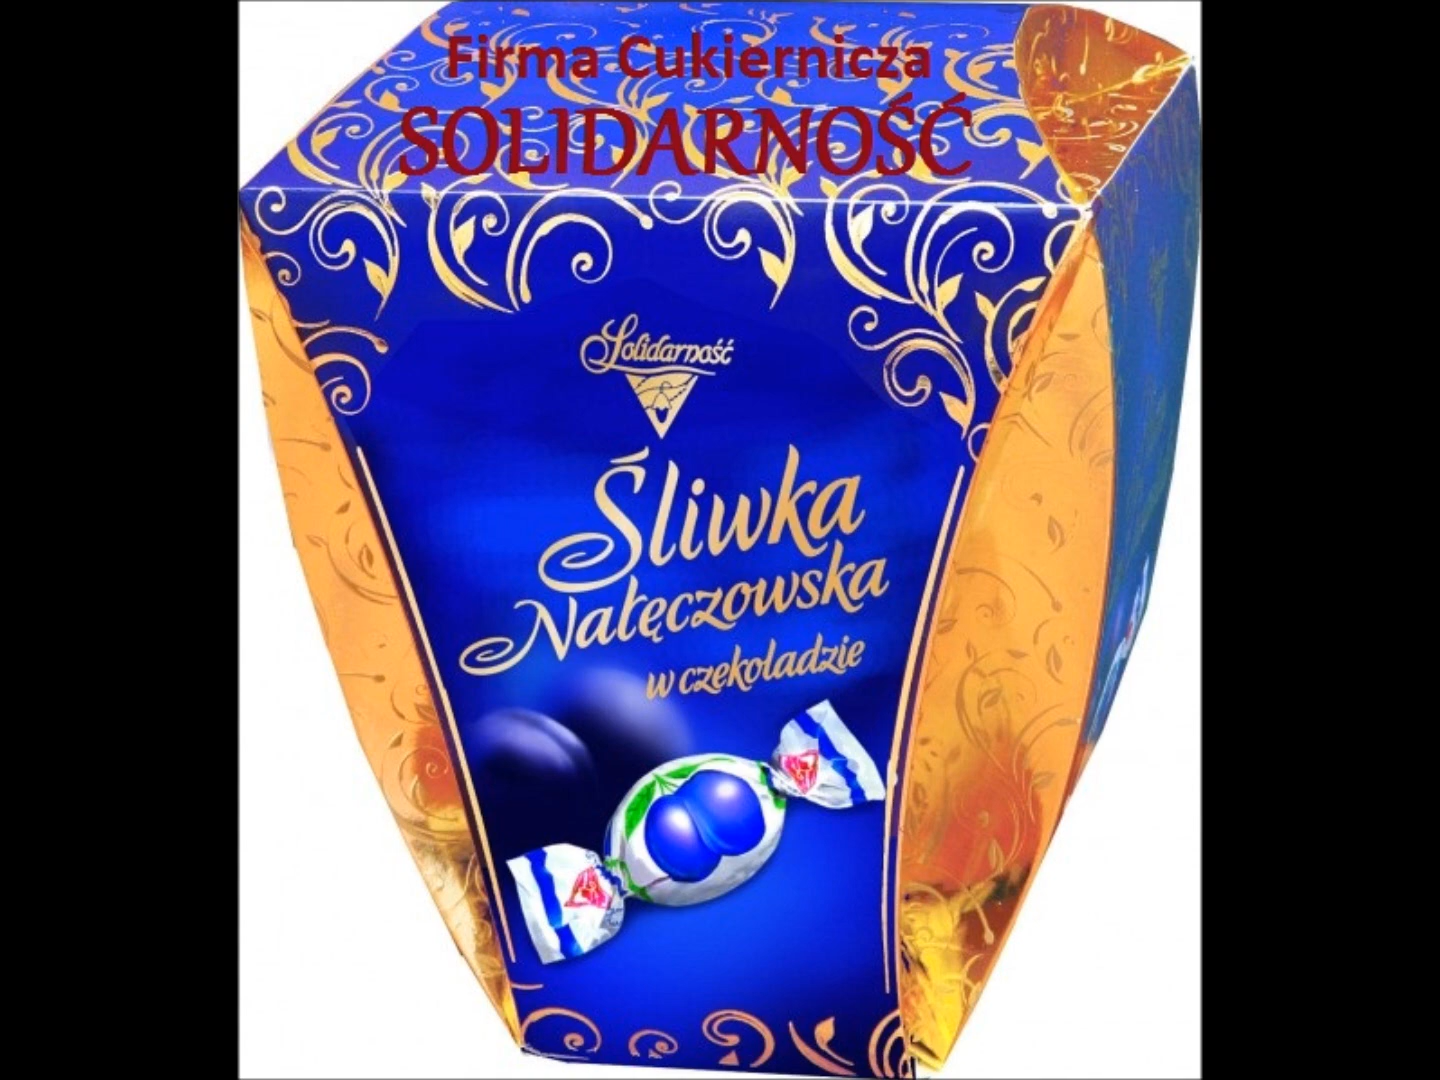 Firma Cukiernicza
SOLIDARNOŚĆ
Solidarność
Śliwka
Nałęczowska
w czekoladzie